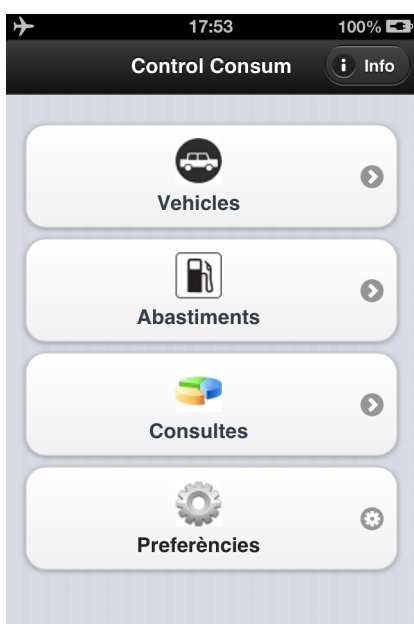 17:53
100%
Control Consum
Info
Vehicles
Abastiments
Consultes
Preferències